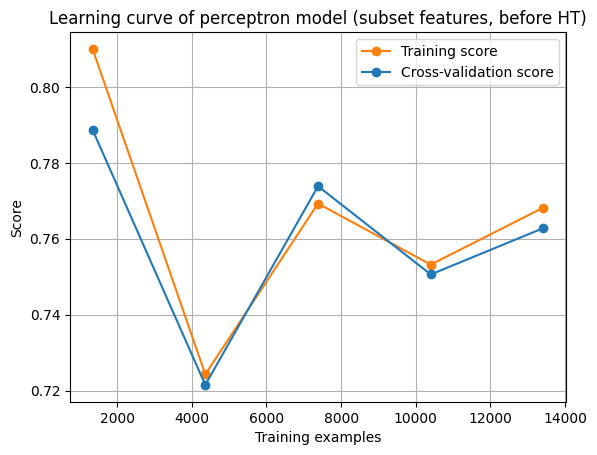 Learning curve of perceptron model (subset features, before HT)
Training score
Cross-validation score
0.80
0.78
0.76
0.74
0.72
Score
2000 4000 6000 8000 10000 12000 14000
Training examples